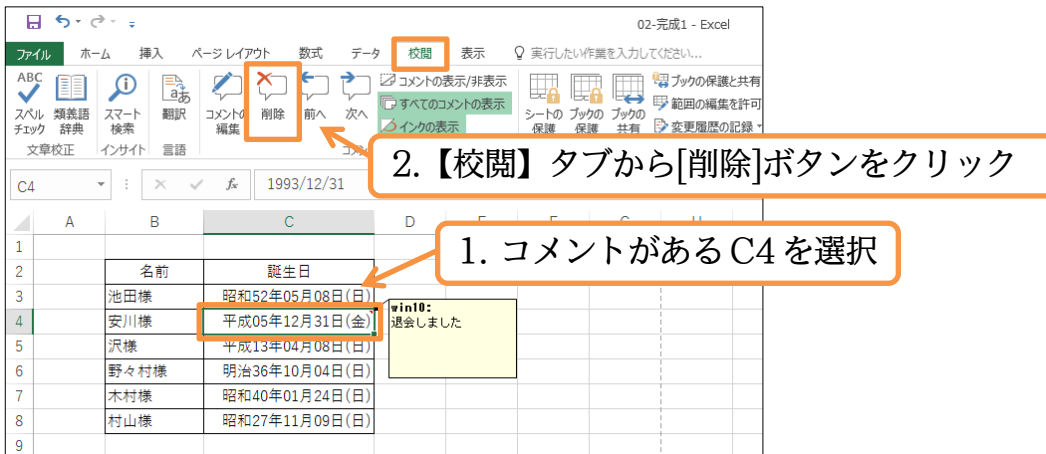 02-完成1 - Excel
ファイル ホーム 挿入 ページ レイアウト 数式 データ 校閲 表示 実行したい作業を入力してください...
ABC
スペル チェック
類義語 辞典
スマート 検索
翻訳
コメントの 編集
削除
前へ
次へ
コメントの表示/非表示
すべてのコメントの表示
インクの表示
シートの 保護
ブックの 保護
ブックの 共有
ブックの保護と共有
範囲の編集を許可
変更履歴の記録
文章校正 インサイト 言語
2.【校閲】タブから[削除]ボタンをクリック
C4 fx 1993/12/31
A B C D
1. コメントがある C4 を選択
1
2 名前 誕生日
3 池田様 昭和52年05月08日(日)
4 安川様 平成05年12月31日(金)
5 沢様 平成13年04月08日(日)
6 野々村様 明治36年10月04日(日)
7 木村様 昭和40年01月24日(日)
8 村山様 昭和27年11月09日(日)
9
win10:
退会しました